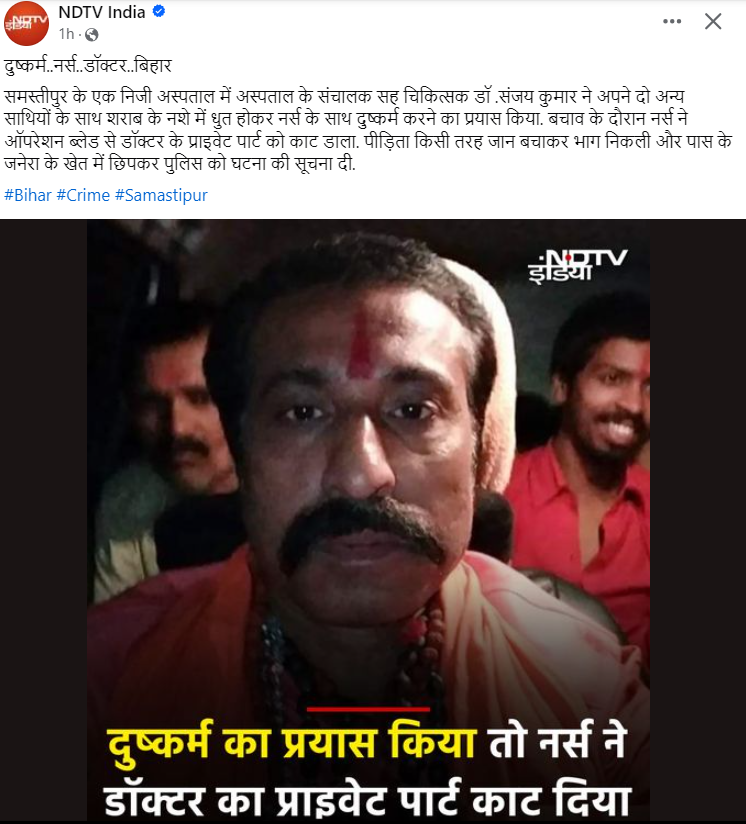 NDTV India
1h
दुष्कर्म..नर्स..डॉक्टर..बिहार
समस्तीपुर के एक निजी अस्पताल में अस्पताल के संचालक सह चिकित्सक डॉ .संजय कुमार ने अपने दो अन्य
साथियों के साथ शराब के नशे में धुत होकर नर्स के साथ दुष्कर्म करने का प्रयास किया. बचाव के दौरान नर्स ने
ऑपरेशन ब्लेड से डॉक्टर के प्राइवेट पार्ट को काट डाला. पीड़िता किसी तरह जान बचाकर भाग निकली और पास के
जनेरा के खेत में छिपकर पुलिस को घटना की सूचना दी.
#Bihar #Crime #Samastipur
NDTV
इंडिया
दुष्कर्म का प्रयास किया तो नर्स ने
डॉक्टर का प्राइवेट पार्ट काट दिया